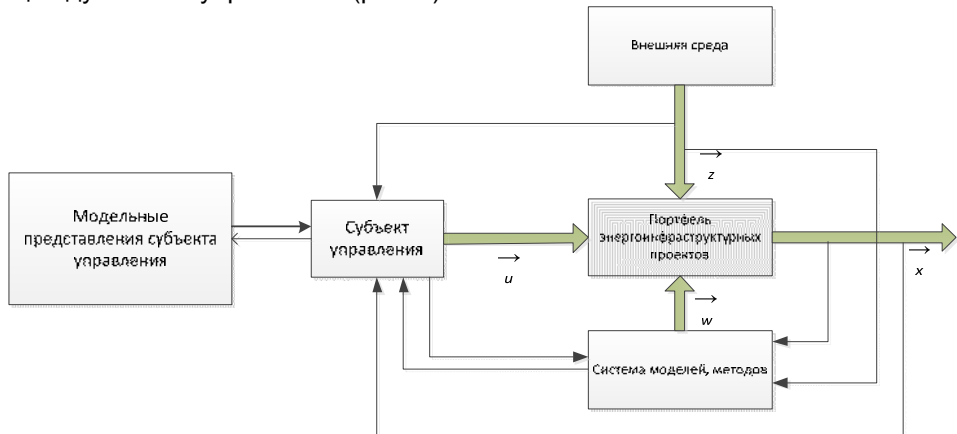 Внешняя среда
z
Модельные
представления субъекта
управления
Субъект
управления
Портфель
энергоинфраструктурных
проектов
u
x
w
Система моделей, методов